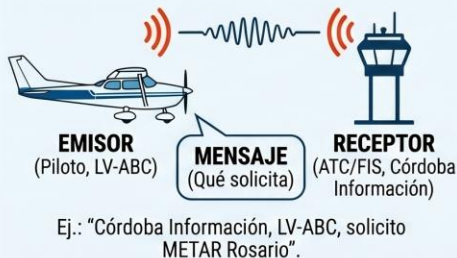 EMISOR
(Piloto, LV-ABC)
MENSAJE
(Qué solicita)
RECEPTOR
(ATC/FIS, Córdoba
Información)
Ej.: “Córdoba Información, LV-ABC, solicito
METAR Rosario”.